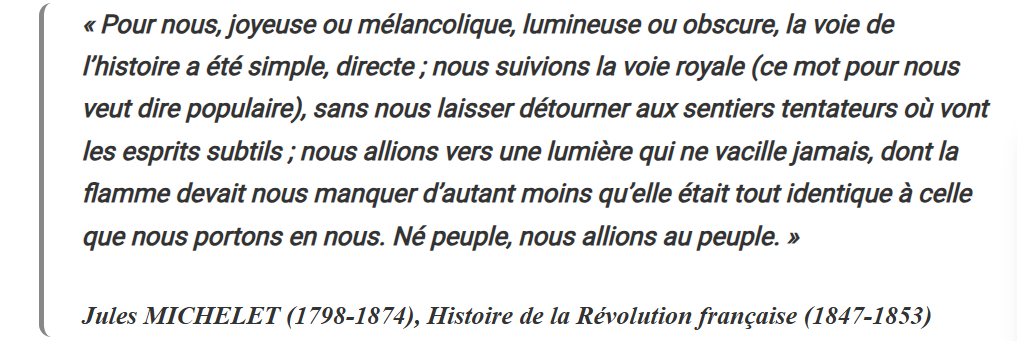 « Pour nous, joyeuse ou mélancolique, lumineuse ou obscure, la voie de
l’histoire a été simple, directe ; nous suivions la voie royale (ce mot pour nous
veut dire populaire), sans nous laisser détourner aux sentiers tentateurs où vont
les esprits subtils ; nous allions vers une lumière qui ne vacille jamais, dont la
flamme devait nous manquer d’autant moins qu’elle était tout identique à celle
que nous portons en nous. Né peuple, nous allions au peuple. »
Jules MICHELET (1798-1874), Histoire de la Révolution française (1847-1853)